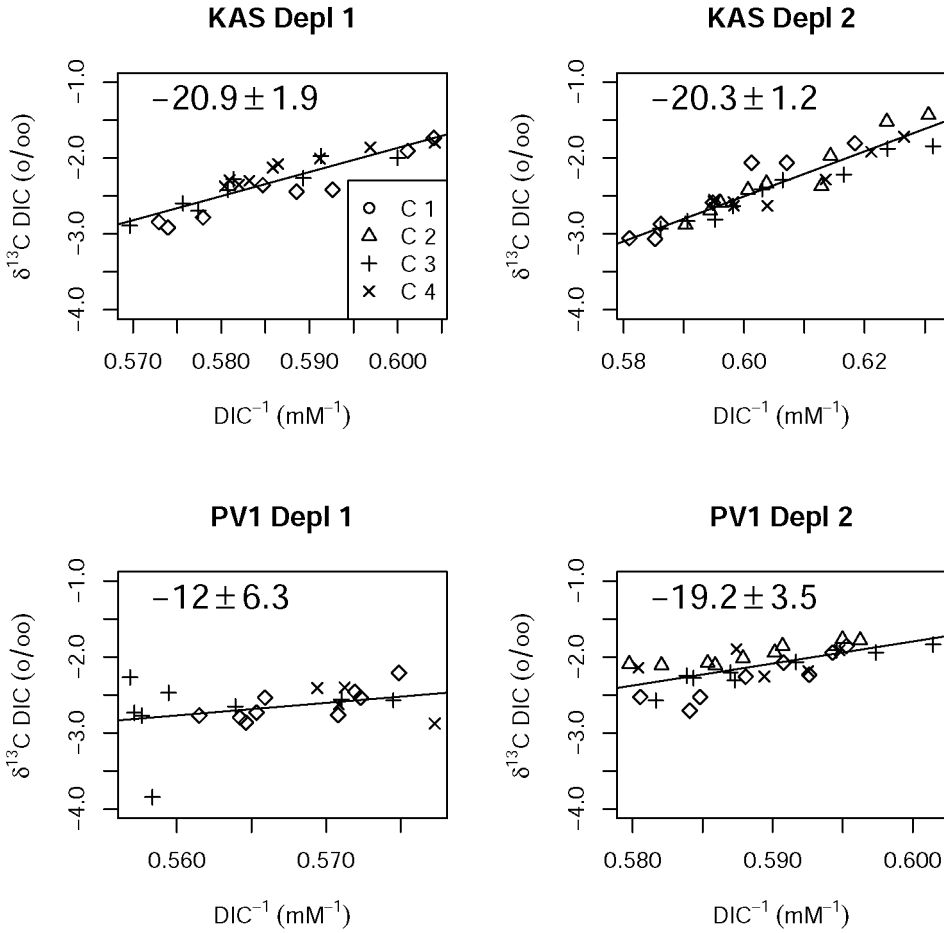 KAS Depl 1
−20.9 ± 1.9
δ¹³C DIC (o/oo)
−1.0
−2.0
−3.0
−4.0
C 1
C 2
C 3
C 4
0.570 0.580 0.590 0.600
DIC⁻¹ (mM⁻¹)
KAS Depl 2
−20.3 ± 1.2
δ¹³C DIC (o/oo)
−1.0
−2.0
−3.0
−4.0
0.58 0.60 0.62
DIC⁻¹ (mM⁻¹)
PV1 Depl 1
−12 ± 6.3
δ¹³C DIC (o/oo)
−1.0
−2.0
−3.0
−4.0
0.560 0.570
DIC⁻¹ (mM⁻¹)
PV1 Depl 2
−19.2 ± 3.5
δ¹³C DIC (o/oo)
−1.0
−2.0
−3.0
−4.0
0.580 0.590 0.600
DIC⁻¹ (mM⁻¹)